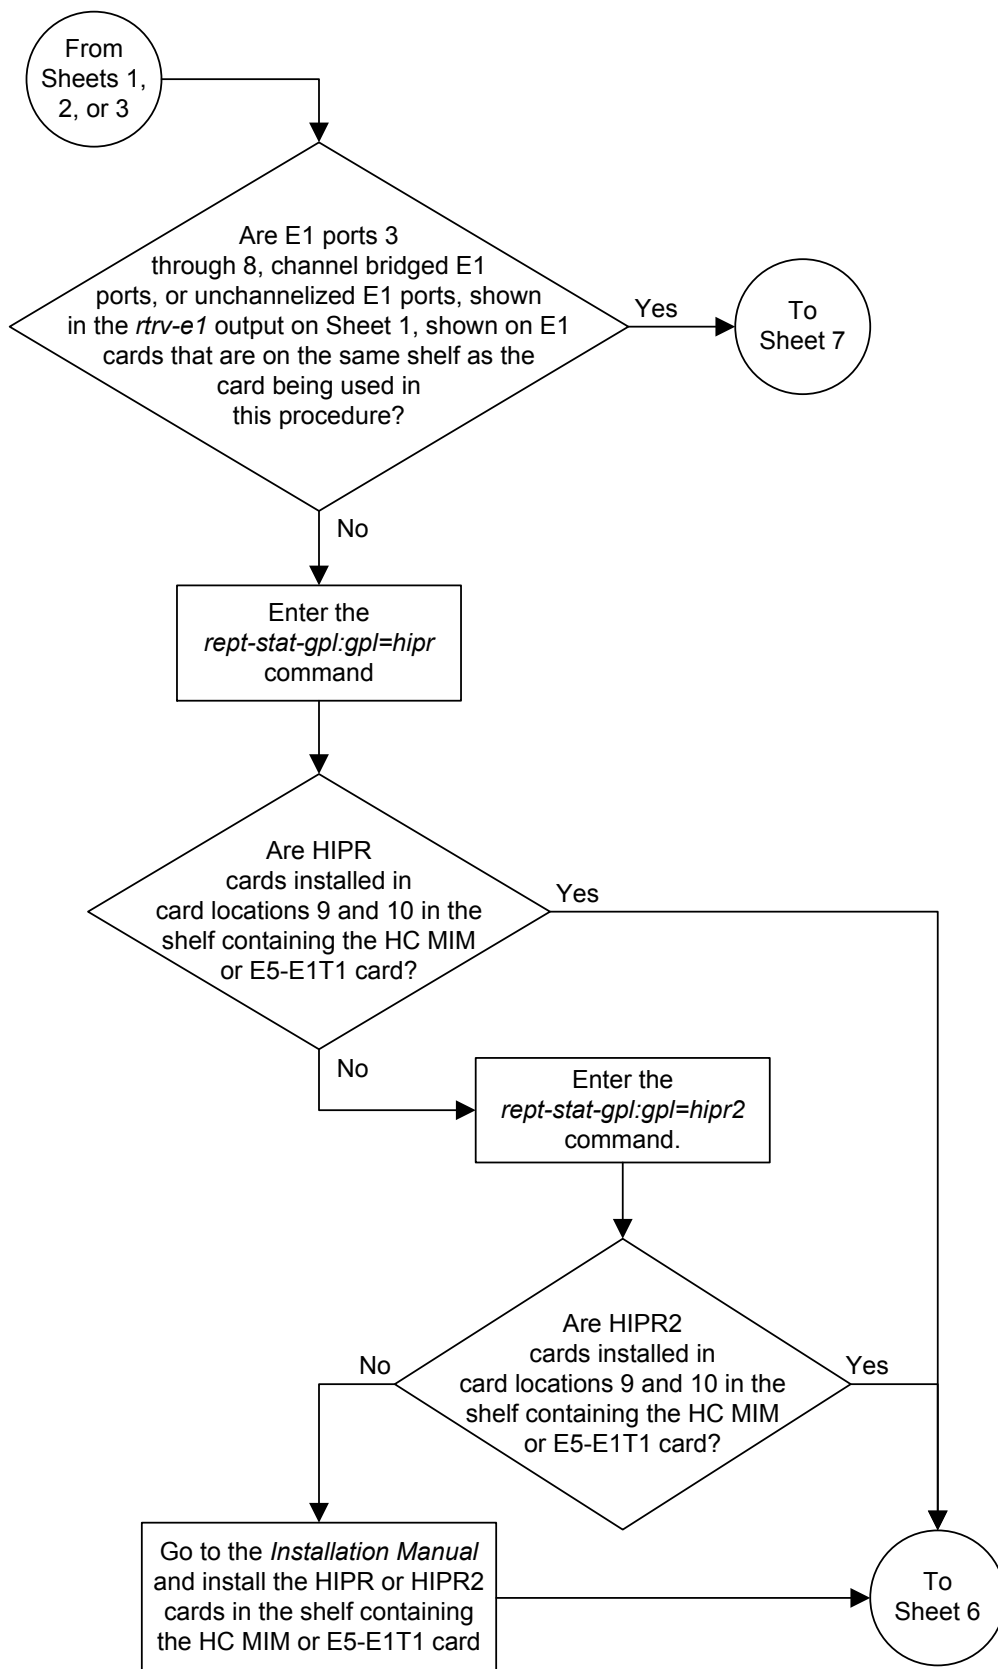 From
Sheets 1,
2, or 3
Are E1 ports 3
through 8, channel bridged E1
ports, or unchannelized E1 ports, shown
in the rtrv-e1 output on Sheet 1, shown on E1
cards that are on the same shelf as the
card being used in
this procedure?
Yes
To
Sheet 7
No
Enter the
rept-stat-gpl:gpl=hipr
command
Are HIPR
cards installed in
card locations 9 and 10 in the
shelf containing the HC MIM
or E5-E1T1 card?
Yes
No
Enter the
rept-stat-gpl:gpl=hipr2
command.
Are HIPR2
cards installed in
card locations 9 and 10 in the
shelf containing the HC MIM
or E5-E1T1 card?
No
Yes
Go to the Installation Manual
and install the HIPR or HIPR2
cards in the shelf containing
the HC MIM or E5-E1T1 card
To
Sheet 6